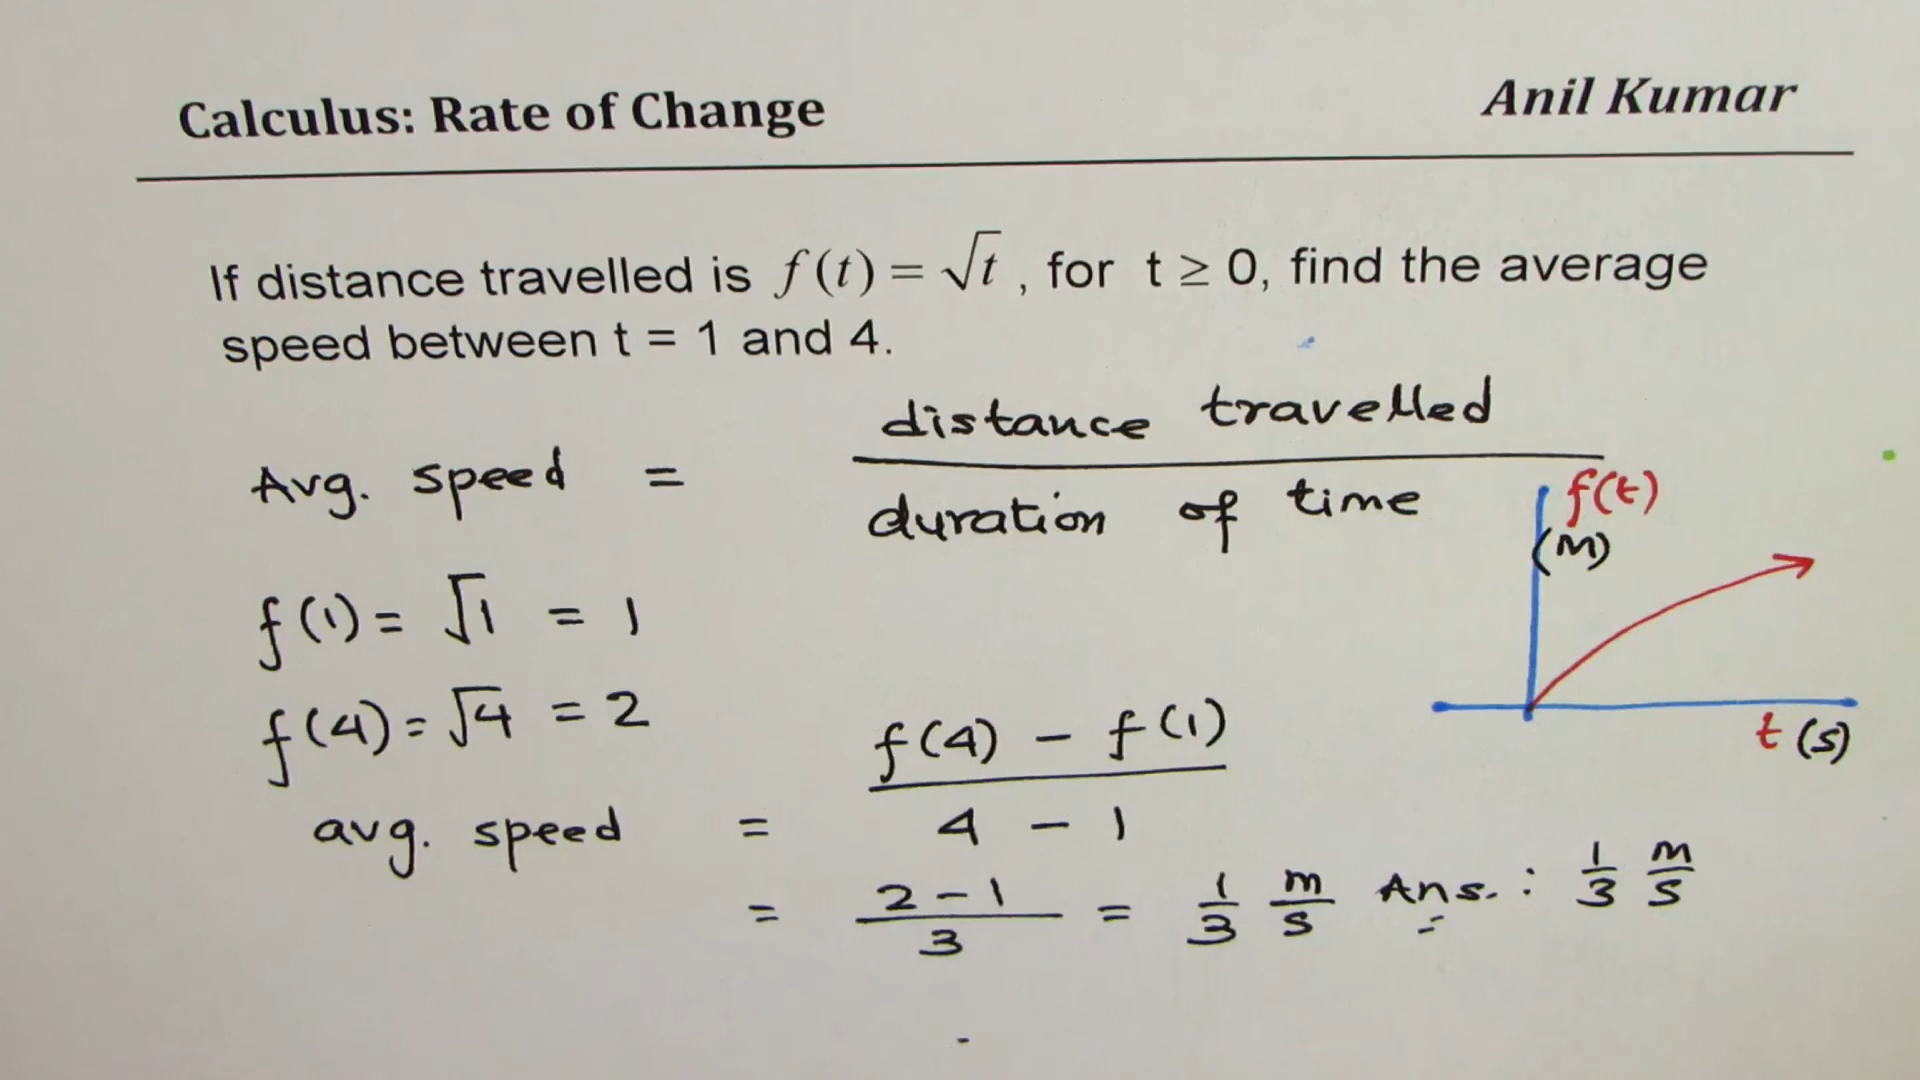 Calculus: Rate of Change
Anil Kumar
If distance travelled is f(t) = √t , for t ≥ 0, find the average
speed between t = 1 and 4.
Avg. speed = distance travelled / duration of time
f(t)
(m)
f(1) = √1 = 1
f(4) = √4 = 2
t (s)
avg. speed = f(4) - f(1) / 4 - 1
= 2 - 1 / 3 = 1/3 m/s Ans. : 1/3 m/s